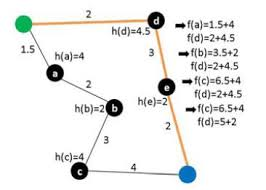 2
d
h(d)=4.5
1.5
h(a)=4
a
2
3
h(b)=2
b
e
h(e)=2
3
2
h(c)=4
c
4
➡f(a)=1.5+4
f(d)=2+4.5
➡f(b)=3.5+2
f(d)=2+4.5
➡f(c)=6.5+4
f(d)=2+4.5
➡f(c)=6.5+4
f(d)=5+2